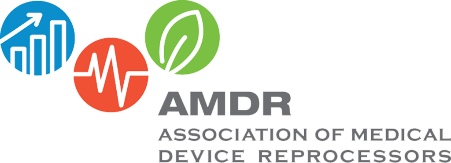 AMDR
ASSOCIATION OF MEDICAL
DEVICE REPROCESSORS